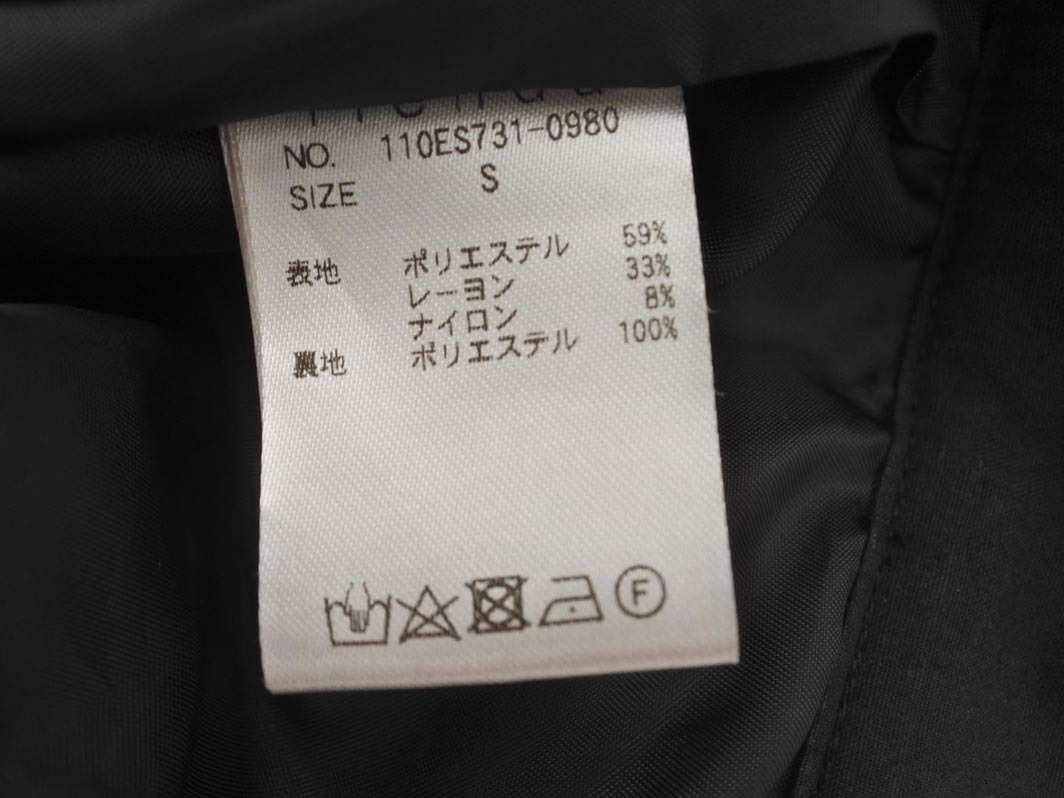 NO. 110ES731-0980
SIZE S
表地 ポリエステル 59%
レーヨン 33%
ナイロン 8%
裏地 ポリエステル 100%
F